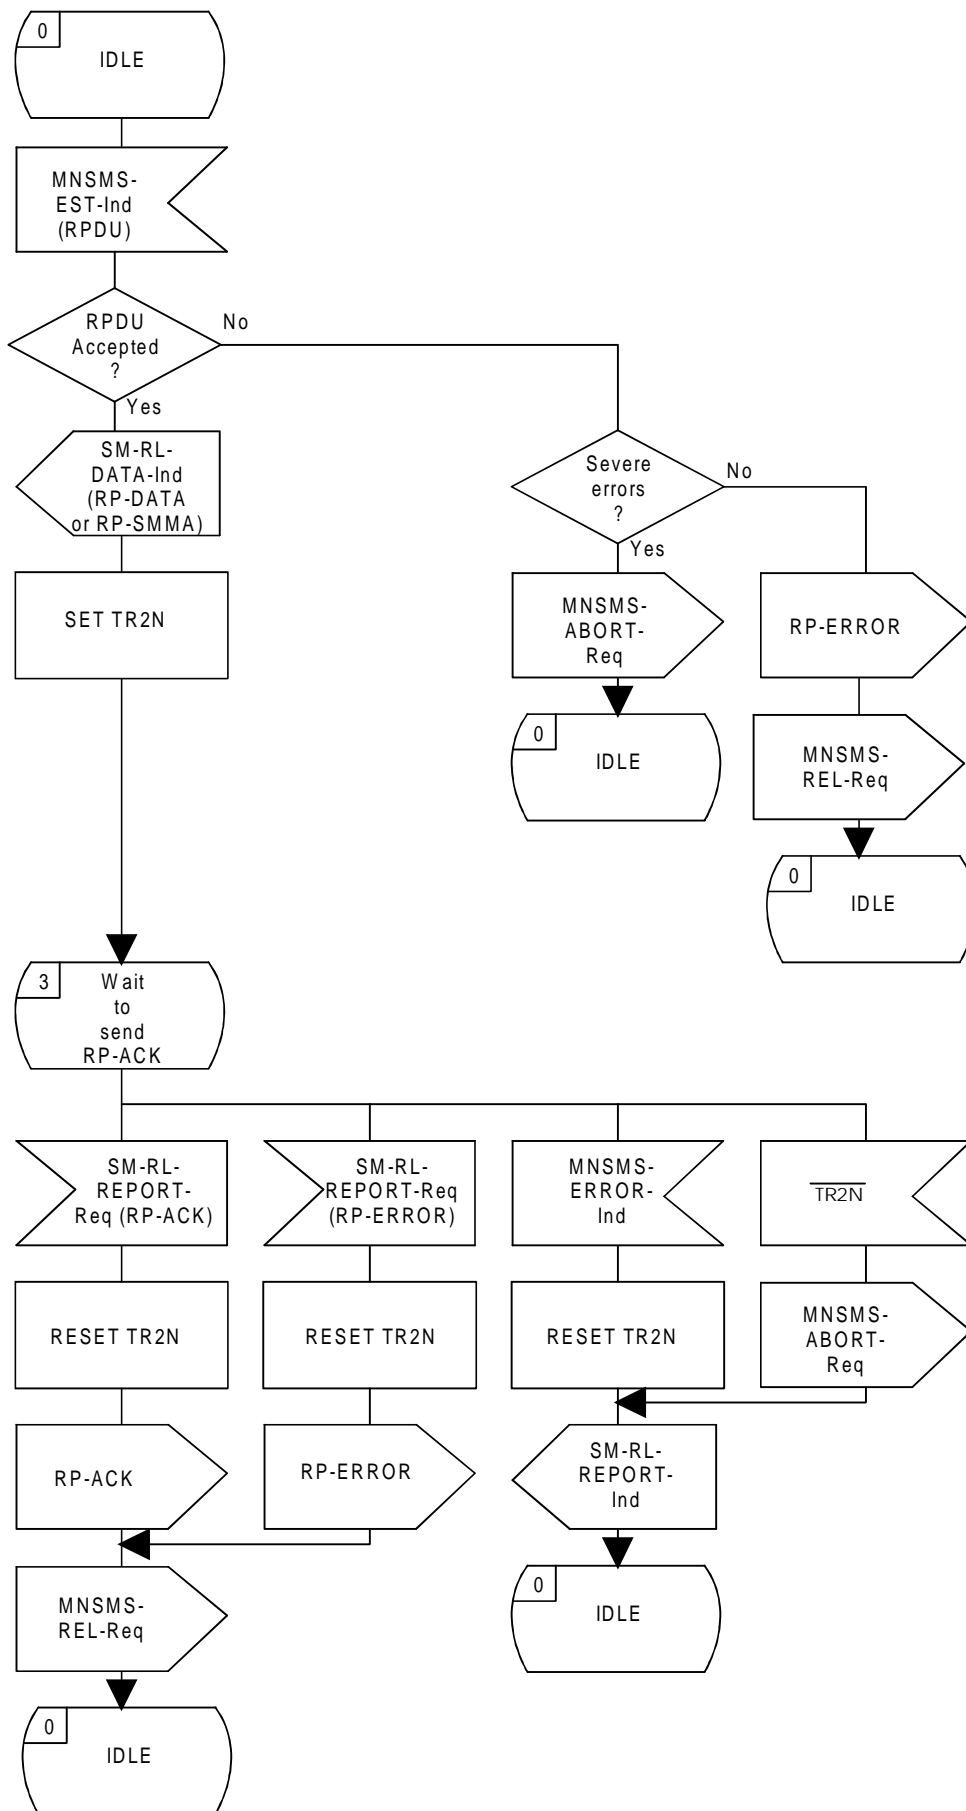 0
IDLE
MNSMS-
EST-Ind
(RPDU)
RPDU
Accepted
?
No
Yes
SM-RL-
DATA-Ind
(RP-DATA
or RP-SMMA)
Severe
errors
?
No
Yes
SET TR2N
MNSMS-
ABORT-
Req
RP-ERROR
0
IDLE
MNSMS-
REL-Req
0
IDLE
3
Wait
to
send
RP-ACK
SM-RL-
REPORT-
Req (RP-ACK)
SM-RL-
REPORT-Req
(RP-ERROR)
MNSMS-
ERROR-
Ind
TR2N
RESET TR2N
RESET TR2N
RESET TR2N
MNSMS-
ABORT-
Req
RP-ACK
RP-ERROR
SM-RL-
REPORT-
Ind
MNSMS-
REL-Req
0
IDLE
0
IDLE